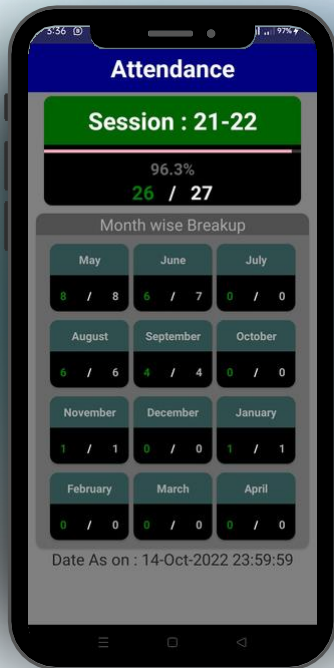 3:36 97%
Attendance
Session : 21-22
96.3%
26 / 27
Month wise Breakup
May June July
8 / 8 6 / 7 0 / 0
August September October
6 / 6 4 / 4 0 / 0
November December January
1 / 1 0 / 0 1 / 1
February March April
0 / 0 0 / 0 0 / 0
Date As on : 14-Oct-2022 23:59:59